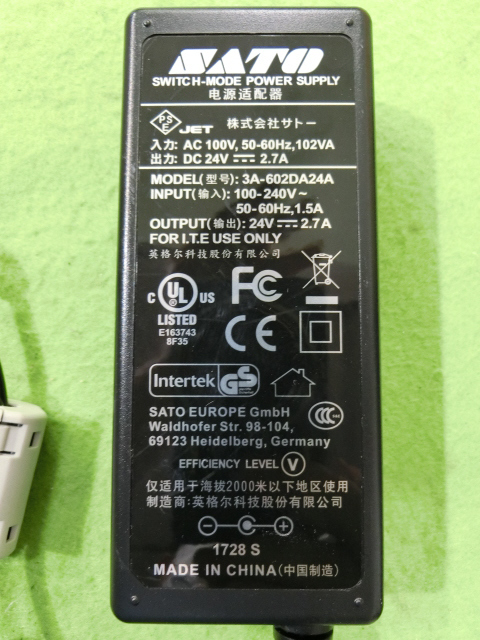 SATO
SWITCH-MODE POWER SUPPLY
电源适配器
PSE JET 株式会社サトー
入力: AC 100V, 50-60Hz, 102VA
出力: DC 24V ⎓ 2.7A
MODEL(型号): 3A-602DA24A
INPUT(输入): 100-240V~
50-60Hz, 1.5A
OUTPUT(输出): 24V ⎓ 2.7A
FOR I.T.E USE ONLY
英格尔科技股份有限公司
C UL US
LISTED
E163743
8F35
FC
CE
Intertek GS
CCC
SATO EUROPE GmbH
Waldhofer Str. 98-104,
69123 Heidelberg, Germany
EFFICIENCY LEVEL V
仅适用于海拔2000米以下地区使用
制造商:英格尔科技股份有限公司
1728 S
MADE IN CHINA(中国制造)